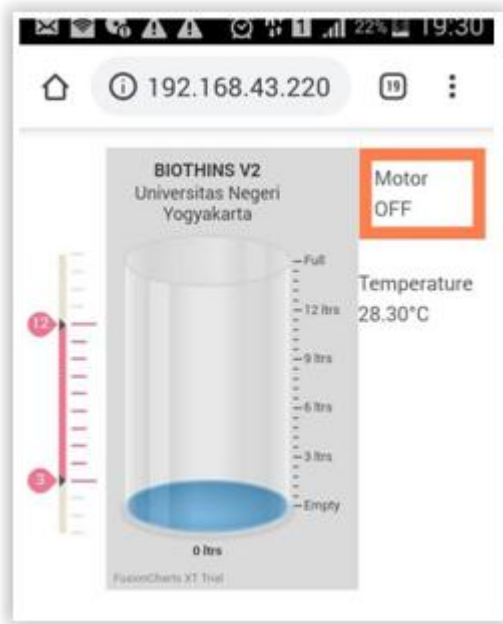 22% 19:30
192.168.43.220 19
BIOTHINS V2
Universitas Negeri
Yogyakarta
Motor
OFF
Temperature
28.30°C
Full
12 ltrs
9 ltrs
6 ltrs
3 ltrs
Empty
12
3
0 ltrs
FusionCharts XT Trial